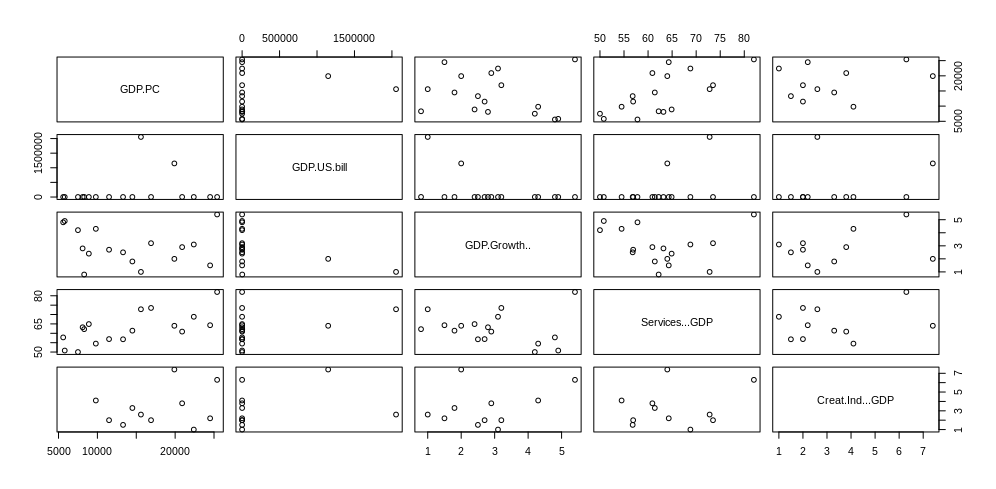 0 500000 1500000 50 55 60 65 70 75 80
GDP.PC
5000 20000
0 1500000
GDP.US.bill
GDP.Growth..
1 3 5
50 65 80
Services...GDP
Creat.Ind...GDP
1 3 5 7
5000 10000 20000 1 2 3 4 5 1 2 3 4 5 6 7